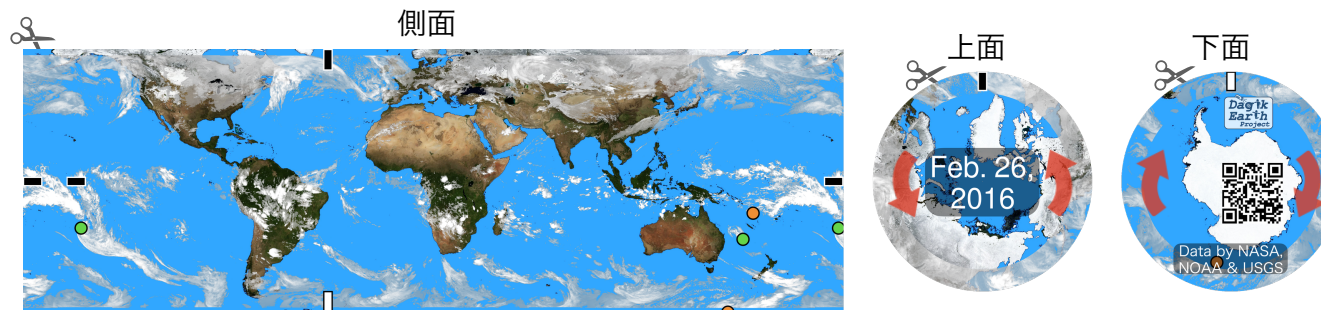 側面
上面
Feb. 26,
2016
下面
Dagik
Earth
Project
Data by NASA,
NOAA & USGS